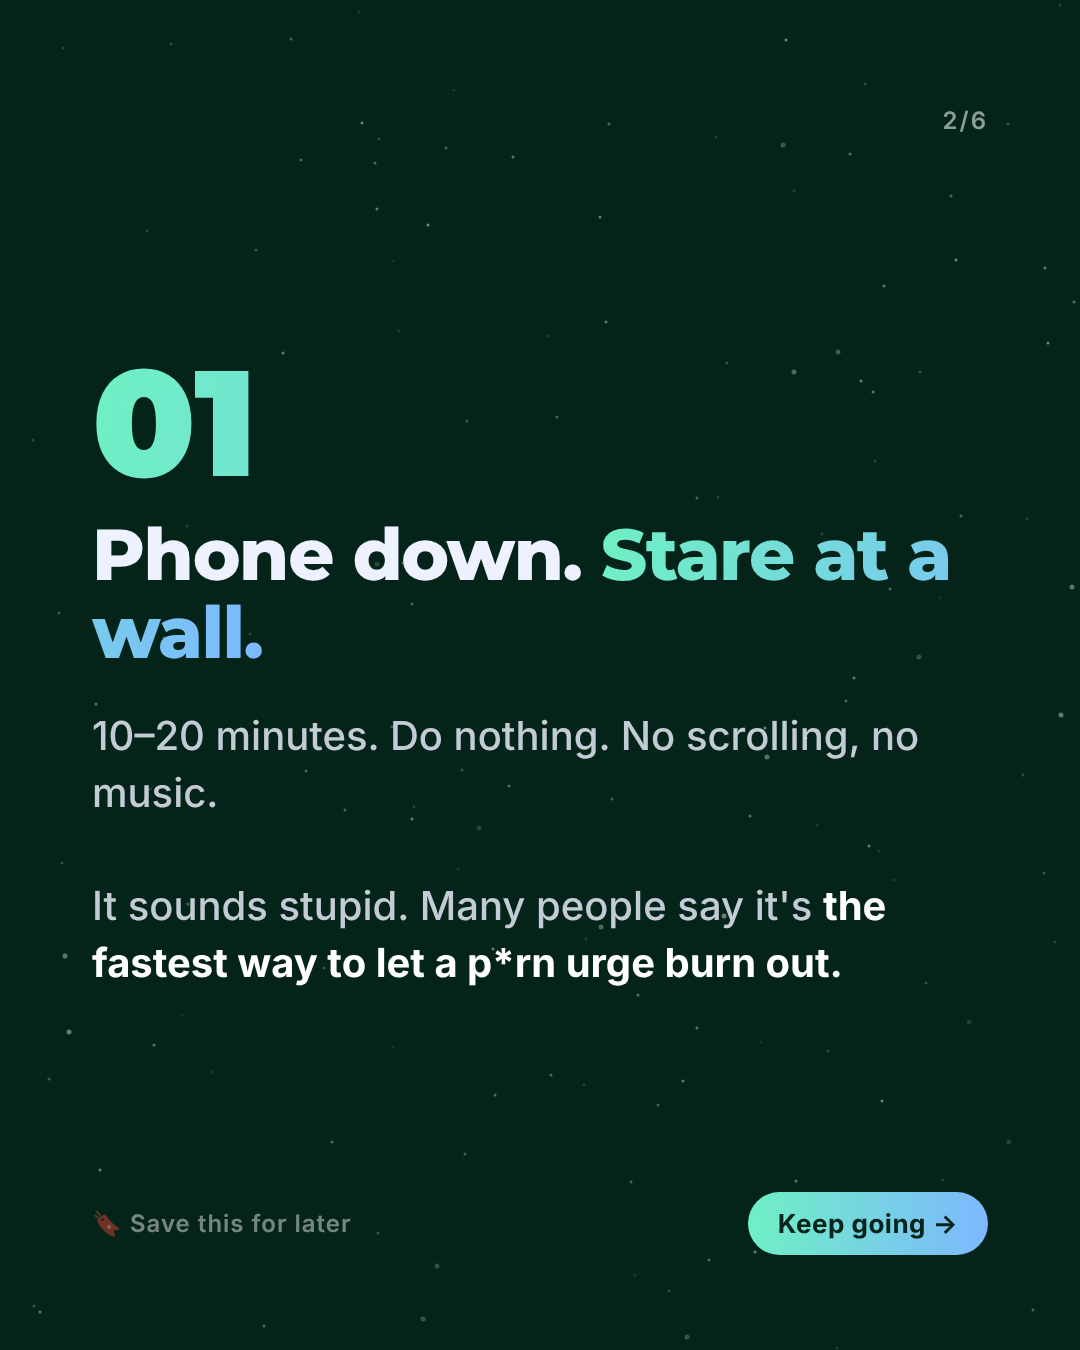 2/6
01
Phone down. Stare at a
wall.
10–20 minutes. Do nothing. No scrolling, no
music.
It sounds stupid. Many people say it's the
fastest way to let a p*rn urge burn out.
🔖 Save this for later
Keep going →